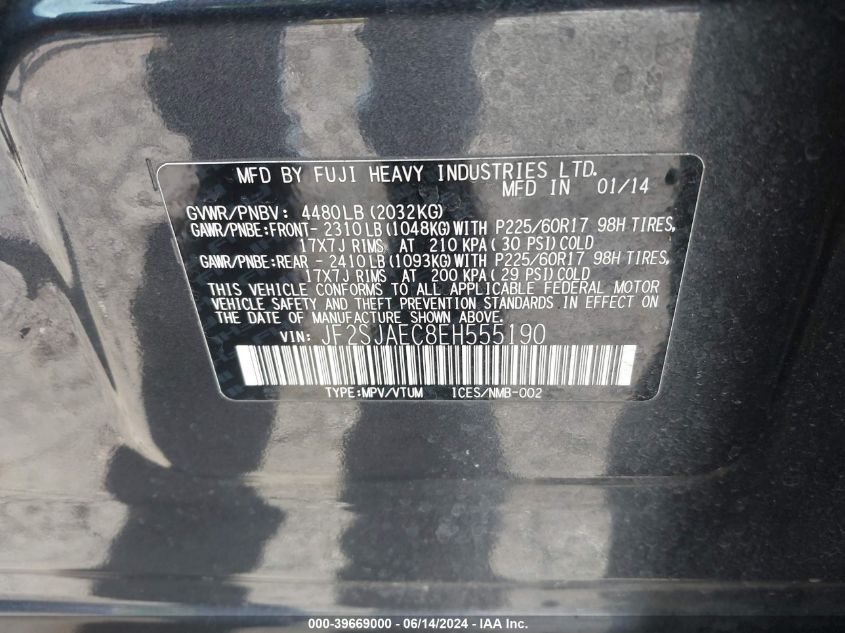 MFD BY FUJI HEAVY INDUSTRIES LTD.
MFD IN 01/14
GVWR/PNBV: 4480LB (2032KG)
GAWR/PNBE:FRONT- 2310LB (1048KG) WITH P225/60R17 98H TIRES,
17X7J RIMS AT 210 KPA (30 PSI) COLD
GAWR/PNBE:REAR - 2410LB (1093KG) WITH P225/60R17 98H TIRES,
17X7J RIMS AT 200 KPA (29 PSI) COLD
THIS VEHICLE CONFORMS TO ALL APPLICABLE FEDERAL MOTOR
VEHICLE SAFETY AND THEFT PREVENTION STANDARDS IN EFFECT ON
THE DATE OF MANUFACTURE SHOWN ABOVE.
VIN: JF2SJAEC8EH555190
TYPE:MPV/VTUM ICES/NMB-002
000-39669000 - 06/14/2024 - IAA Inc.